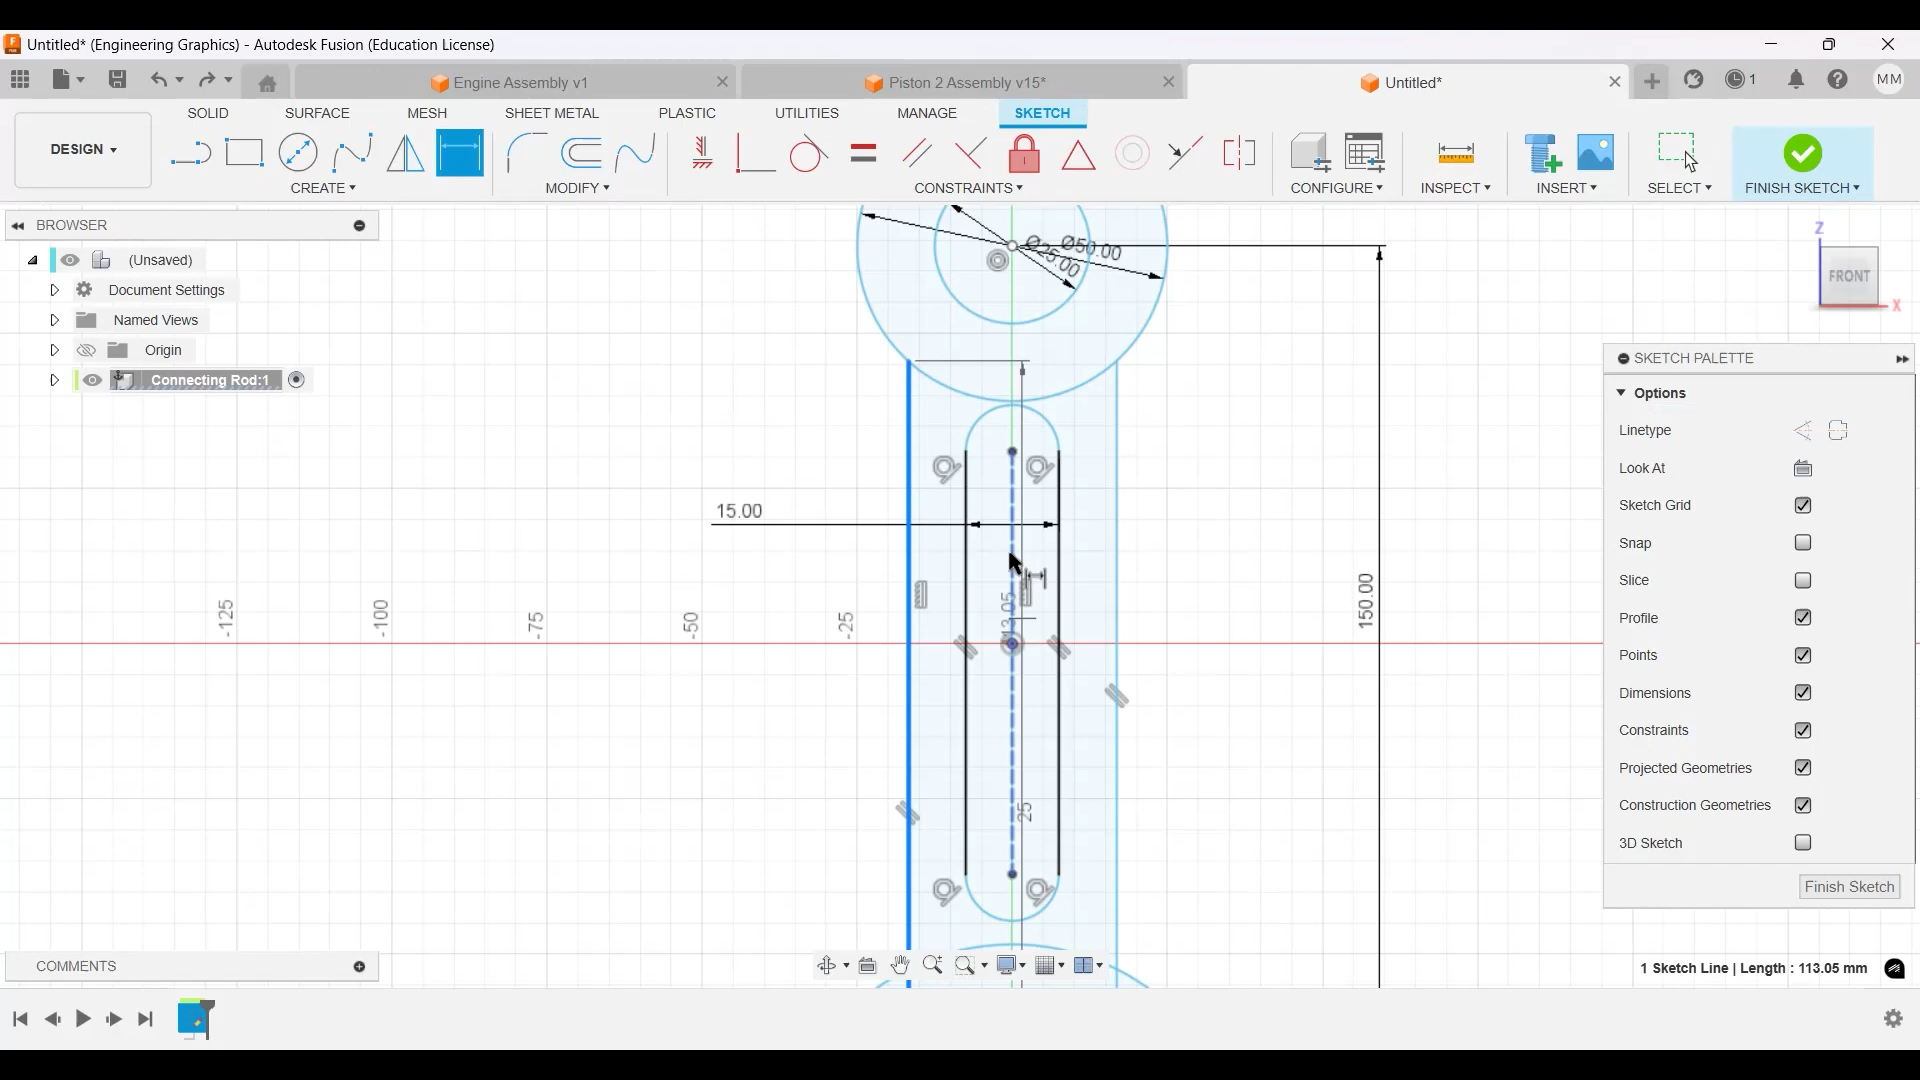 Untitled* (Engineering Graphics) - Autodesk Fusion (Education License)
Engine Assembly v1
Piston 2 Assembly v15*
Untitled*
1
MM
SOLID
SURFACE
MESH
SHEET METAL
PLASTIC
UTILITIES
MANAGE
SKETCH
DESIGN
CREATE
MODIFY
CONSTRAINTS
CONFIGURE
INSPECT
INSERT
SELECT
FINISH SKETCH
BROWSER
(Unsaved)
Document Settings
Named Views
Origin
Connecting Rod:1
Ø50.00
Ø25.00
Z
FRONT
X
15.00
150.00
-125
-100
-75
-50
-25
25
SKETCH PALETTE
Options
Linetype
Look At
Sketch Grid
Snap
Slice
Profile
Points
Dimensions
Constraints
Projected Geometries
Construction Geometries
3D Sketch
Finish Sketch
COMMENTS
1 Sketch Line | Length : 113.05 mm